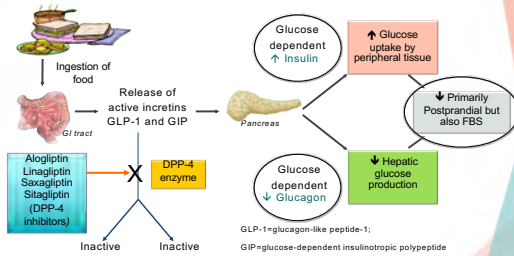 Ingestion of
food
GI tract
Release of
active incretins
GLP-1 and GIP
Pancreas
Glucose
dependent
↑ Insulin
↑ Glucose
uptake by
peripheral tissue
↓ Primarily
Postprandial but
also FBS
Glucose
dependent
↓ Glucagon
↓ Hepatic
glucose
production
Alogliptin
Linagliptin
Saxagliptin
Sitagliptin
(DPP-4
inhibitors)
X
DPP-4
enzyme
Inactive
Inactive
GLP-1=glucagon-like peptide-1;
GIP=glucose-dependent insulinotropic polypeptide